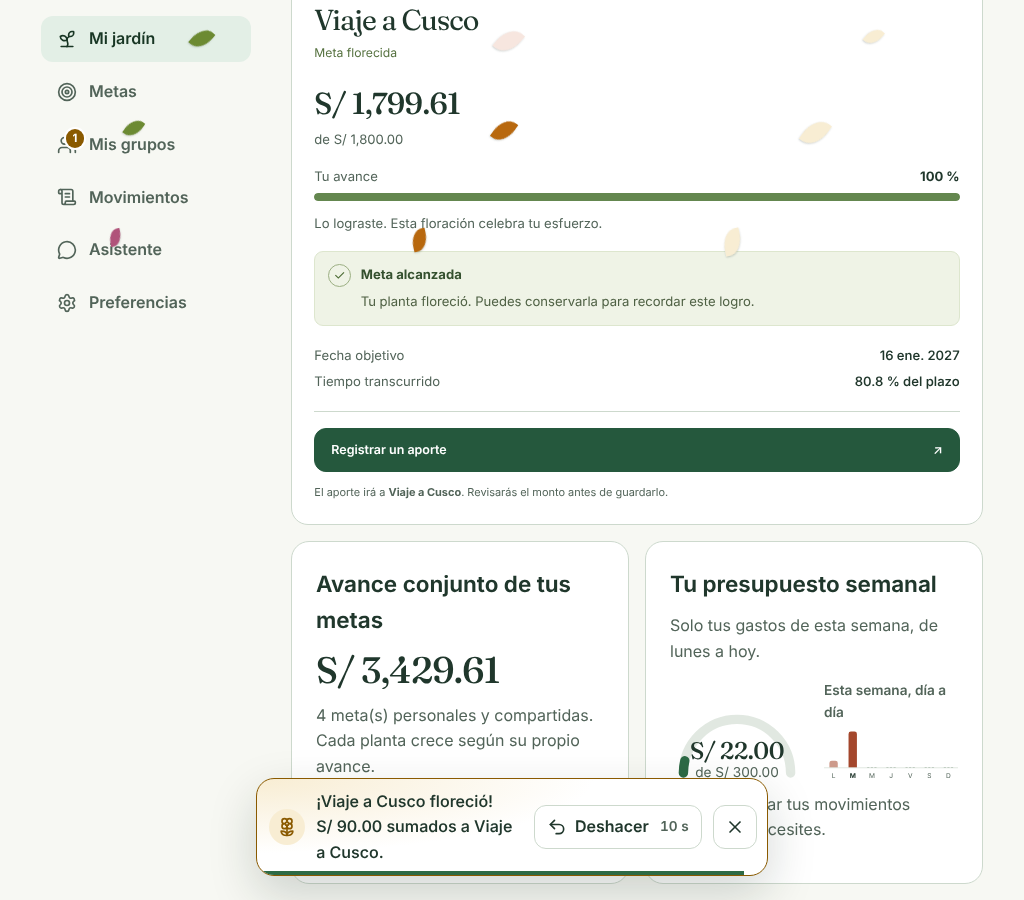 Mi jardín
Metas
1
Mis grupos
Movimientos
Asistente
Preferencias
Viaje a Cusco
Meta florecida
S/ 1,799.61
de S/ 1,800.00
Tu avance 100 %
Lo lograste. Esta floración celebra tu esfuerzo.
Meta alcanzada
Tu planta floreció. Puedes conservarla para recordar este logro.
Fecha objetivo 16 ene. 2027
Tiempo transcurrido 80.8 % del plazo
Registrar un aporte
El aporte irá a Viaje a Cusco. Revisarás el monto antes de guardarlo.
Avance conjunto de tus
metas
S/ 3,429.61
4 meta(s) personales y compartidas.
Cada planta crece según su propio
avance.
Tu presupuesto semanal
Solo tus gastos de esta semana, de
lunes a hoy.
S/ 22.00
de S/ 300.00
Esta semana, día a
día
L M M J V S D
tus movimientos
¡Viaje a Cusco floreció!
S/ 90.00 sumados a Viaje
a Cusco.
Deshacer 10 s